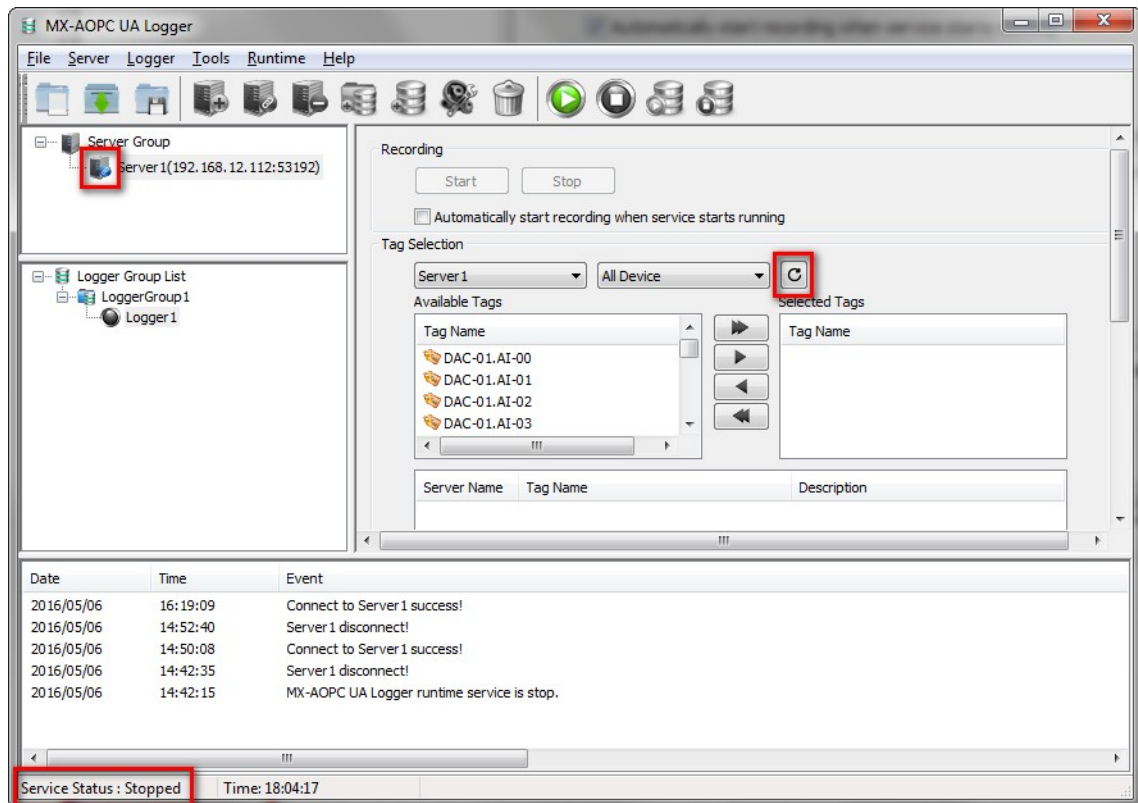 MX-AOPC UA Logger
File Server Logger Tools Runtime Help
Server Group
Server1(192.168.12.112:53192)
Logger Group List
LoggerGroup1
Logger1
Recording
Start Stop
Automatically start recording when service starts running
Tag Selection
Server1 All Device
Available Tags Selected Tags
Tag Name Tag Name
DAC-01.AI-00
DAC-01.AI-01
DAC-01.AI-02
DAC-01.AI-03
Server Name Tag Name Description
Date Time Event
2016/05/06 16:19:09 Connect to Server1 success!
2016/05/06 14:52:40 Server1 disconnect!
2016/05/06 14:50:08 Connect to Server1 success!
2016/05/06 14:42:35 Server1 disconnect!
2016/05/06 14:42:15 MX-AOPC UA Logger runtime service is stop.
Service Status : Stopped Time: 18:04:17